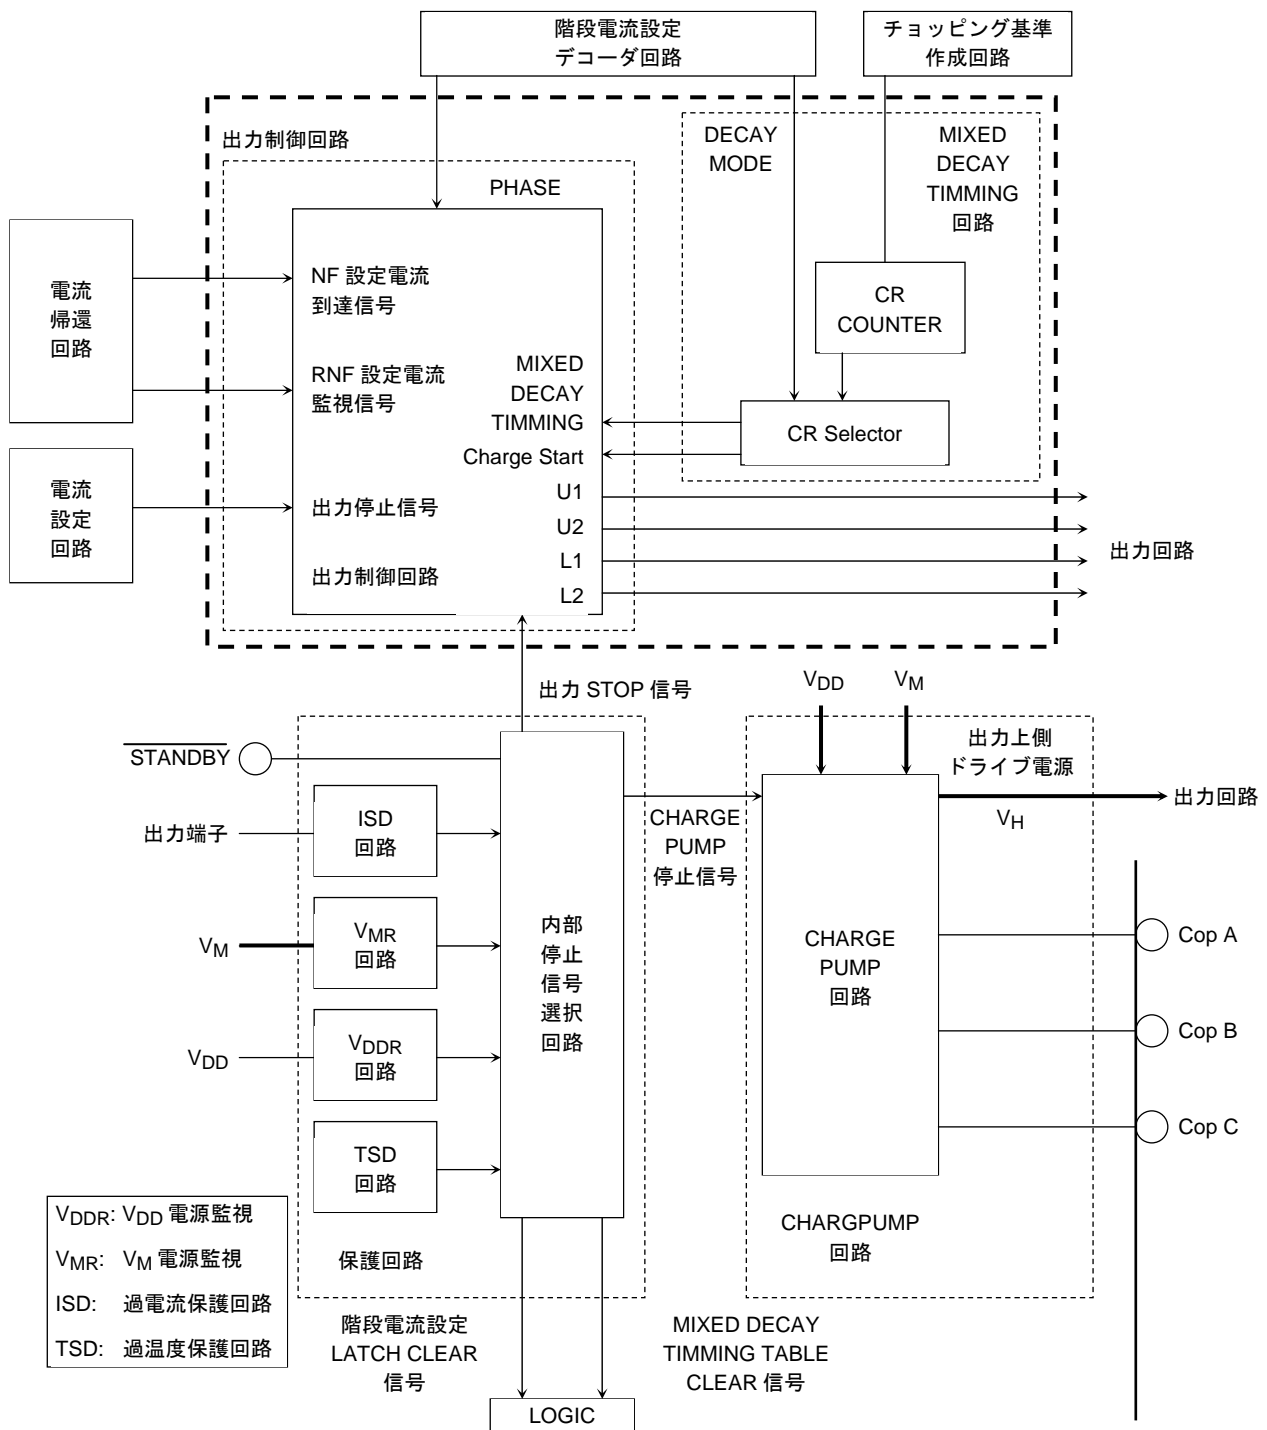 階段電流設定
デコーダ回路
チョッピング基準
作成回路
出力制御回路
DECAY
MODE
MIXED
DECAY
TIMMING
回路
PHASE
電流
帰還
回路
NF 設定電流
到達信号
CR
COUNTER
RNF 設定電流
監視信号
MIXED
DECAY
TIMMING
CR Selector
Charge Start
電流
設定
回路
出力停止信号
U1
U2
L1
L2
出力回路
出力制御回路
出力 STOP 信号
VDD
VM
STANDBY
出力上側
ドライブ電源
出力端子
ISD
回路
CHARGE
PUMP
停止信号
VH
出力回路
VM
VMR
回路
内部
停止
信号
選択
回路
CHARGE
PUMP
回路
Cop A
Cop B
Cop C
VDD
VDDR
回路
TSD
回路
保護回路
CHARGPUMP
回路
VDDR: VDD 電源監視
VMR: VM 電源監視
ISD: 過電流保護回路
TSD: 過温度保護回路
階段電流設定
LATCH CLEAR
信号
MIXED DECAY
TIMMING TABLE
CLEAR 信号
LOGIC